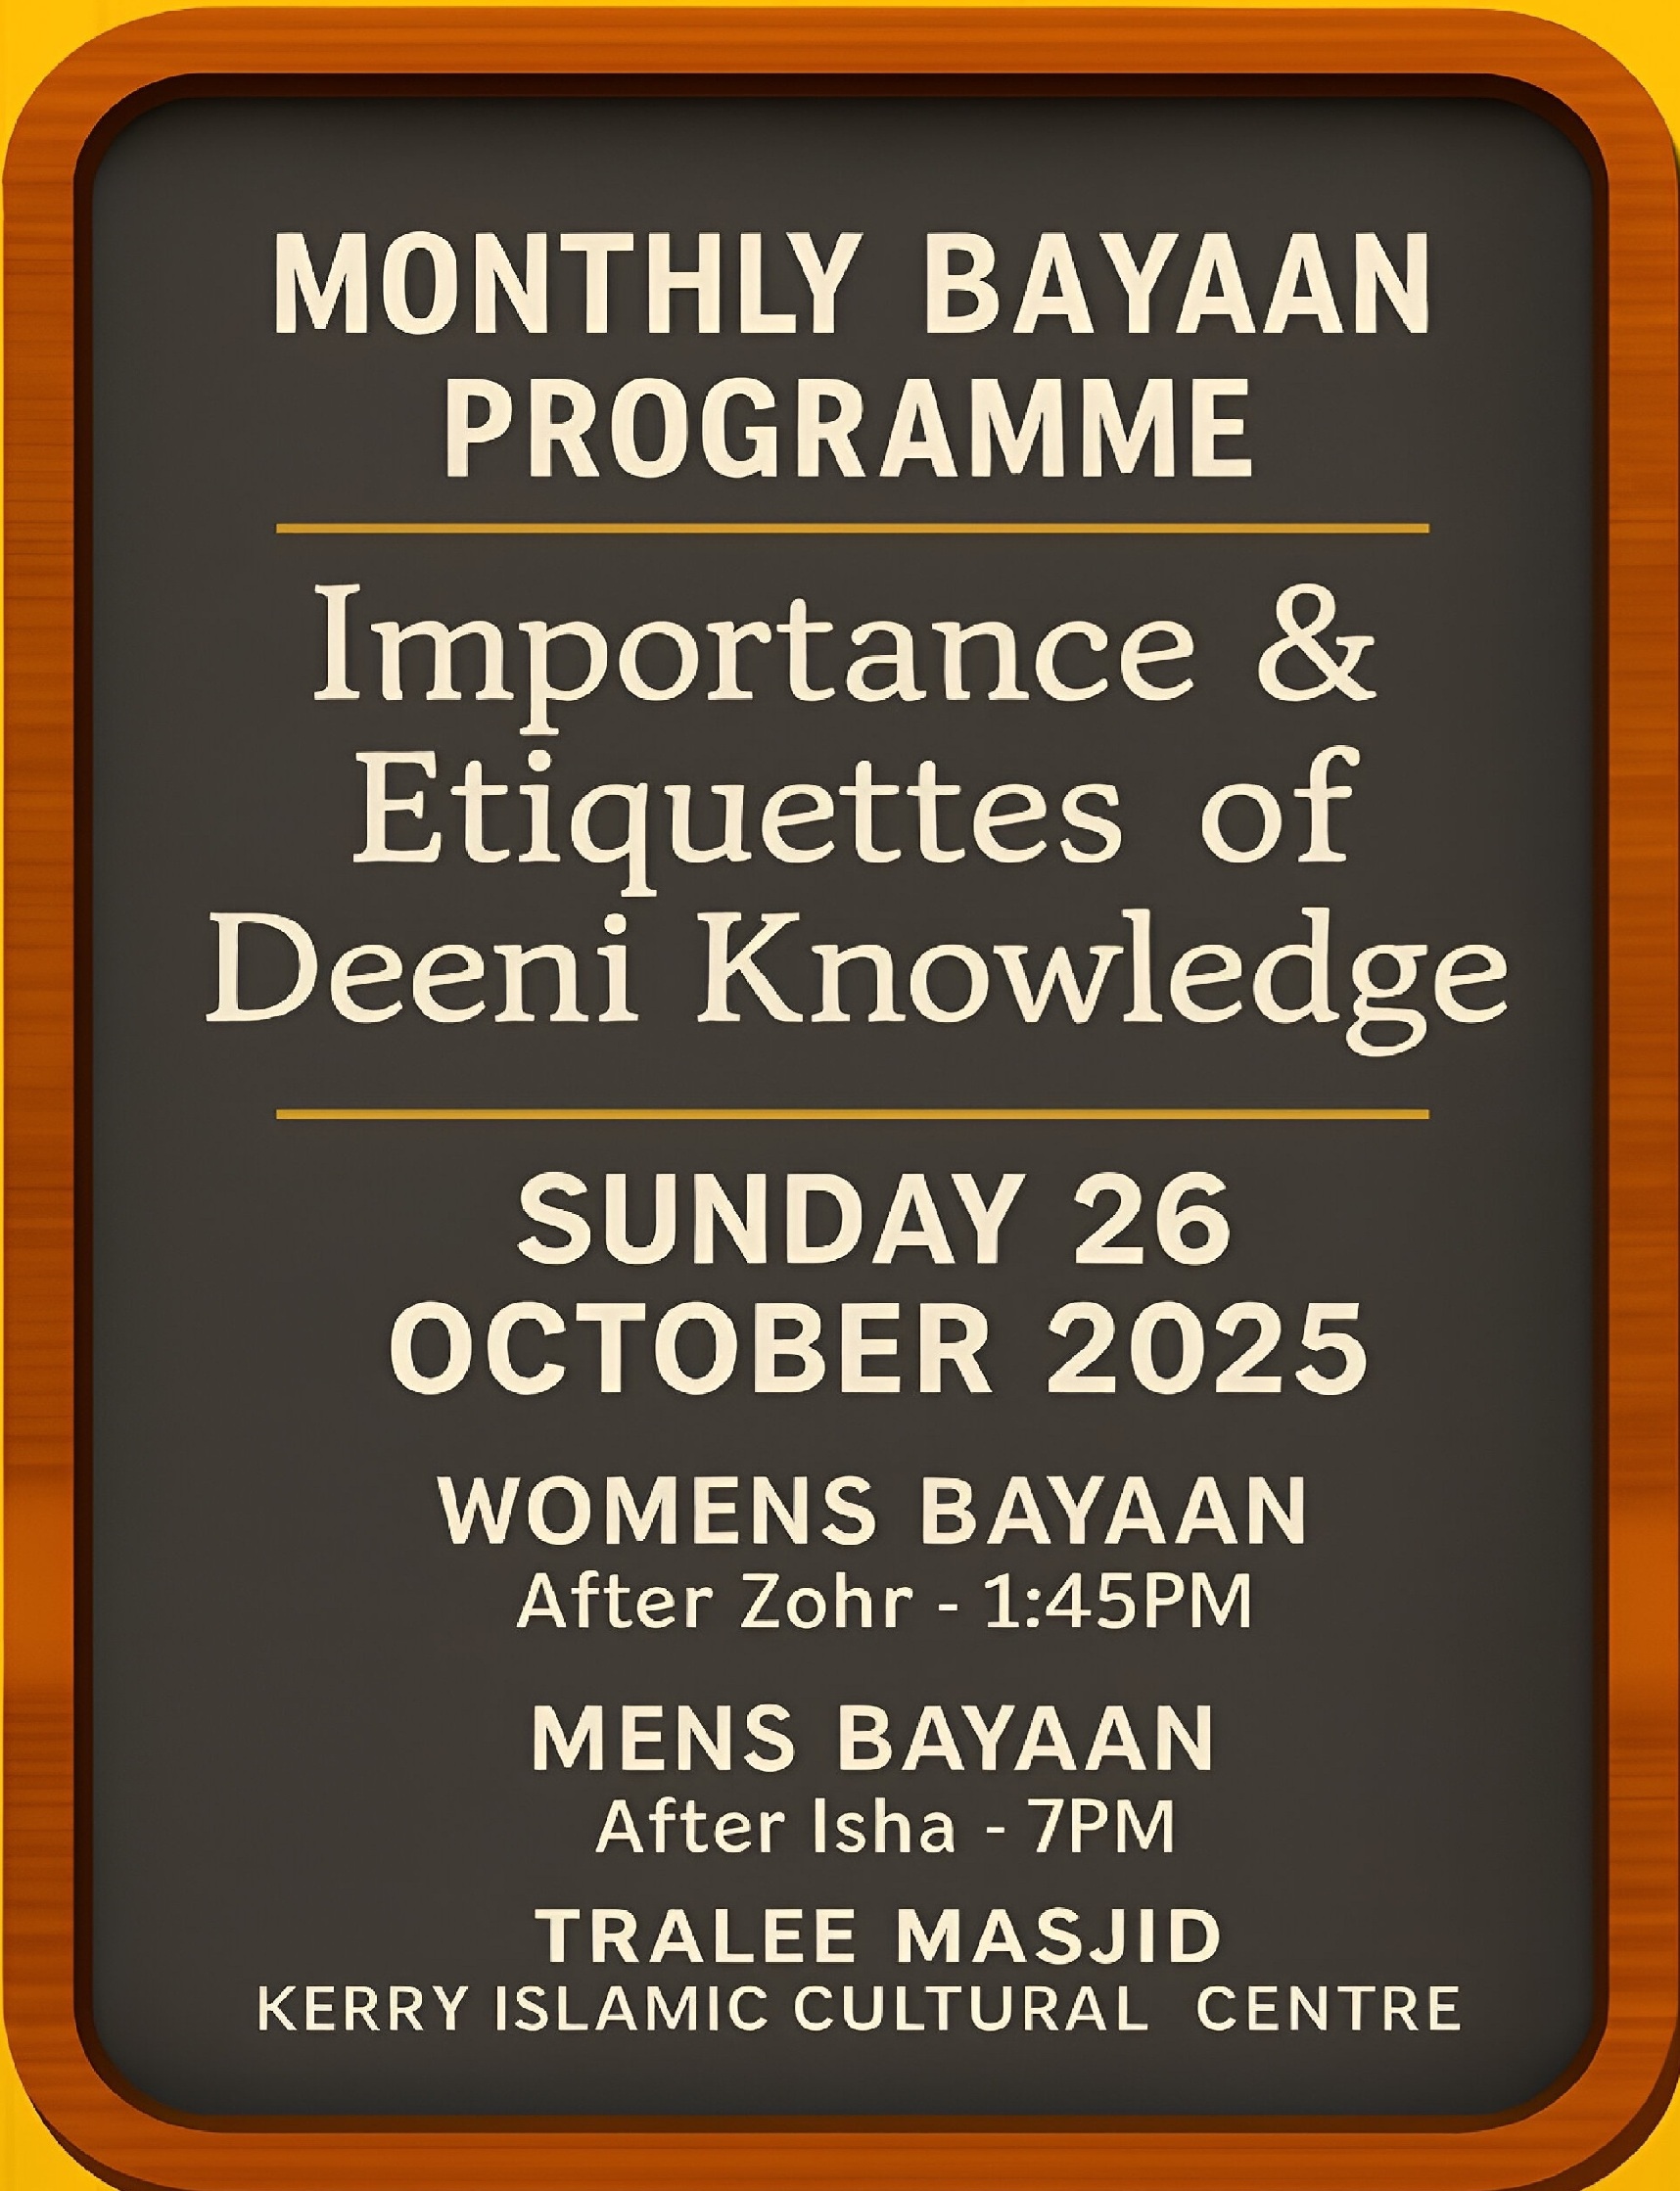 MONTHLY BAYAAN
PROGRAMME
Importance &
Etiquettes of
Deeni Knowledge
SUNDAY 26
OCTOBER 2025
WOMENS BAYAAN
After Zohr - 1:45PM
MENS BAYAAN
After Isha - 7PM
TRALEE MASJID
KERRY ISLAMIC CULTURAL CENTRE